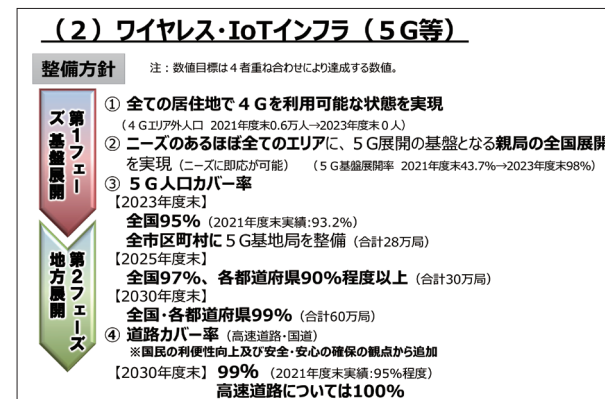 （２）ワイヤレス・IoTインフラ（５G等）
整備方針
注：数値目標は４者重ね合わせにより達成する数値。
第１フェーズ 基盤展開
① 全ての居住地で４Ｇを利用可能な状態を実現
（４Ｇエリア外人口 2021年度末0.6万人→2023年度末０人）
② ニーズのあるほぼ全てのエリアに、５Ｇ展開の基盤となる親局の全国展開
を実現（ニーズに即応が可能） （５Ｇ基盤展開率 2021年度末43.7%→2023年度末98%）
③ ５Ｇ人口カバー率
【2023年度末】
全国95%（2021年度末実績:93.2%）
全市区町村に５Ｇ基地局を整備（合計28万局）
第２フェーズ 地方展開
【2025年度末】
全国97%、各都道府県90%程度以上（合計30万局）
【2030年度末】
全国・各都道府県99%（合計60万局）
④ 道路カバー率（高速道路・国道）
※国民の利便性向上及び安全・安心の確保の観点から追加
【2030年度末】99%（2021年度末実績:95%程度）
高速道路については100%